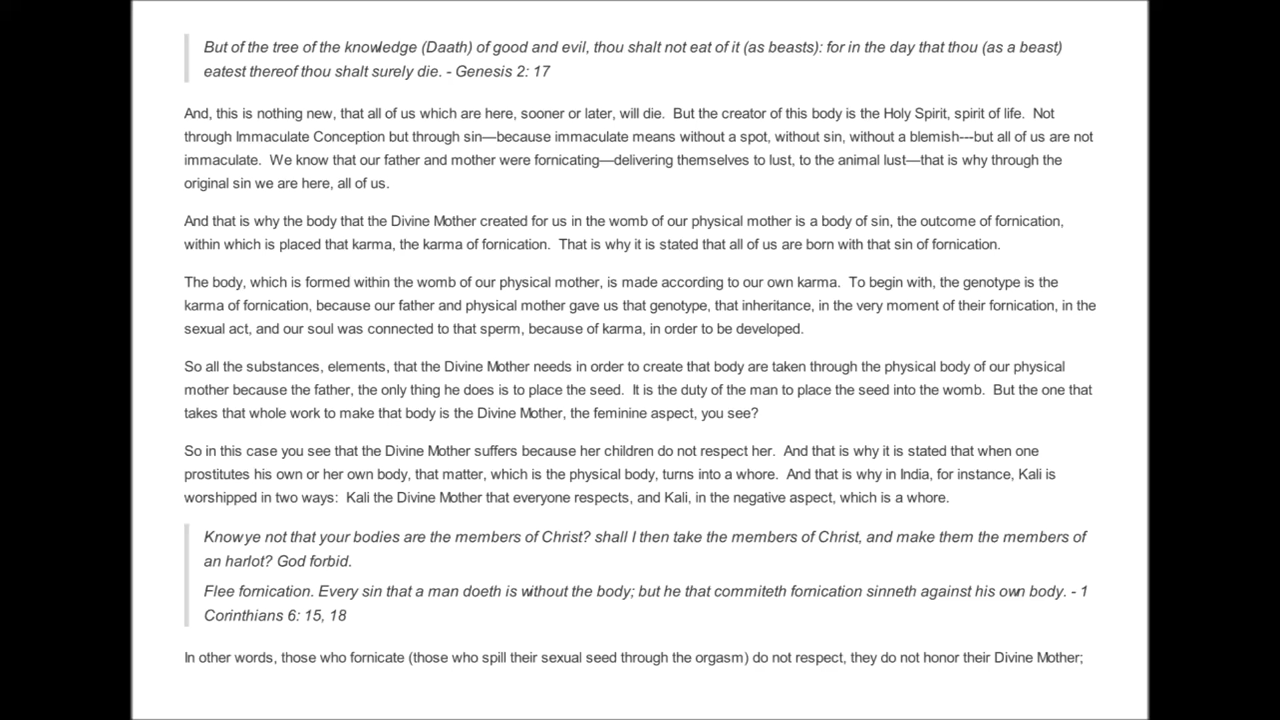 But of the tree of the knowledge (Daath) of good and evil, thou shalt not eat of it (as beasts): for in the day that thou (as a beast)
eatest thereof thou shalt surely die. - Genesis 2: 17
And, this is nothing new, that all of us which are here, sooner or later, will die.  But the creator of this body is the Holy Spirit, spirit of life.  Not
through Immaculate Conception but through sin—because immaculate means without a spot, without sin, without a blemish---but all of us are not
immaculate.  We know that our father and mother were fornicating—delivering themselves to lust, to the animal lust—that is why through the
original sin we are here, all of us.
And that is why the body that the Divine Mother created for us in the womb of our physical mother is a body of sin, the outcome of fornication,
within which is placed that karma, the karma of fornication.  That is why it is stated that all of us are born with that sin of fornication.
The body, which is formed within the womb of our physical mother, is made according to our own karma.  To begin with, the genotype is the
karma of fornication, because our father and physical mother gave us that genotype, that inheritance, in the very moment of their fornication, in the
sexual act, and our soul was connected to that sperm, because of karma, in order to be developed.
So all the substances, elements, that the Divine Mother needs in order to create that body are taken through the physical body of our physical
mother because the father, the only thing he does is to place the seed.  It is the duty of the man to place the seed into the womb.  But the one that
takes that whole work to make that body is the Divine Mother, the feminine aspect, you see?
So in this case you see that the Divine Mother suffers because her children do not respect her.  And that is why it is stated that when one
prostitutes his own or her own body, that matter, which is the physical body, turns into a whore.  And that is why in India, for instance, Kali is
worshipped in two ways:  Kali the Divine Mother that everyone respects, and Kali, in the negative aspect, which is a whore.
Know ye not that your bodies are the members of Christ? shall I then take the members of Christ, and make them the members of
an harlot? God forbid.
Flee fornication. Every sin that a man doeth is without the body; but he that commiteth fornication sinneth against his own body. - 1
Corinthians 6: 15, 18
In other words, those who fornicate (those who spill their sexual seed through the orgasm) do not respect, they do not honor their Divine Mother;